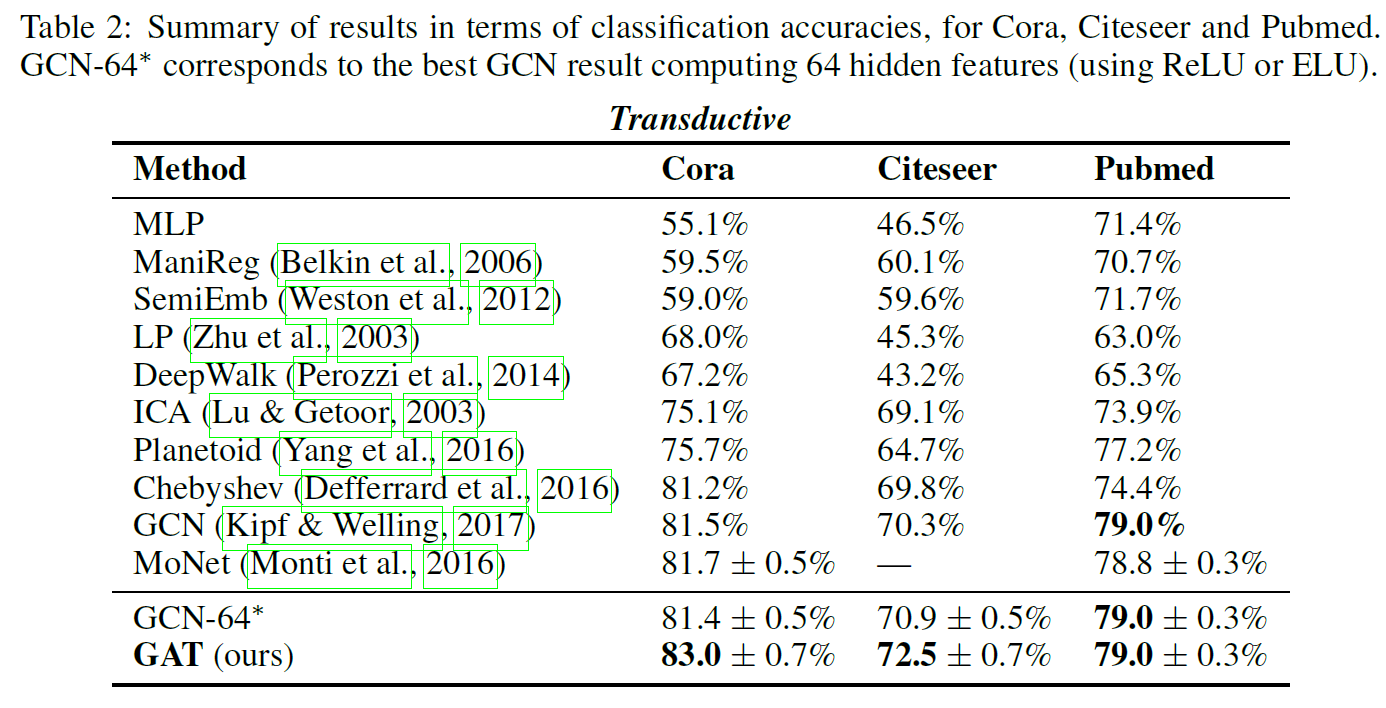 Table 2: Summary of results in terms of classification accuracies, for Cora, Citeseer and Pubmed.
GCN-64* corresponds to the best GCN result computing 64 hidden features (using ReLU or ELU).
Transductive
Method Cora Citeseer Pubmed
MLP 55.1% 46.5% 71.4%
ManiReg (Belkin et al., 2006) 59.5% 60.1% 70.7%
SemiEmb (Weston et al., 2012) 59.0% 59.6% 71.7%
LP (Zhu et al., 2003) 68.0% 45.3% 63.0%
DeepWalk (Perozzi et al., 2014) 67.2% 43.2% 65.3%
ICA (Lu & Getoor, 2003) 75.1% 69.1% 73.9%
Planetoid (Yang et al., 2016) 75.7% 64.7% 77.2%
Chebyshev (Defferrard et al., 2016) 81.2% 69.8% 74.4%
GCN (Kipf & Welling, 2017) 81.5% 70.3% 79.0%
MoNet (Monti et al., 2016) 81.7 ± 0.5% — 78.8 ± 0.3%
GCN-64* 81.4 ± 0.5% 70.9 ± 0.5% 79.0 ± 0.3%
GAT (ours) 83.0 ± 0.7% 72.5 ± 0.7% 79.0 ± 0.3%